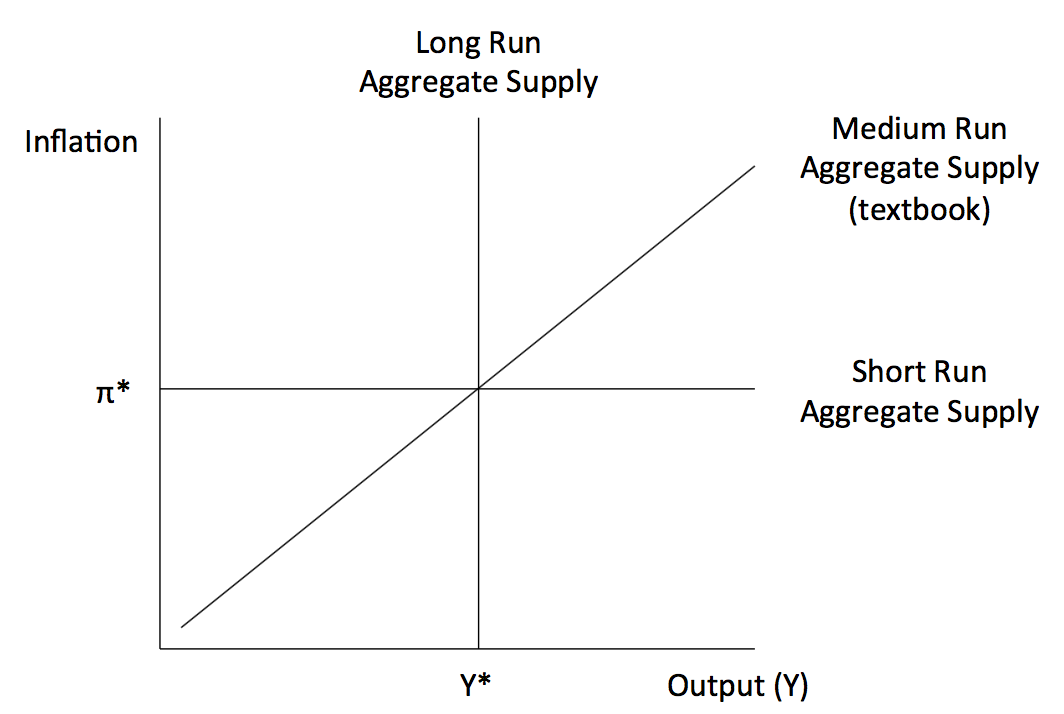 Long Run
Aggregate Supply
Inflation
Medium Run
Aggregate Supply
(textbook)
π*
Short Run
Aggregate Supply
Y*
Output (Y)